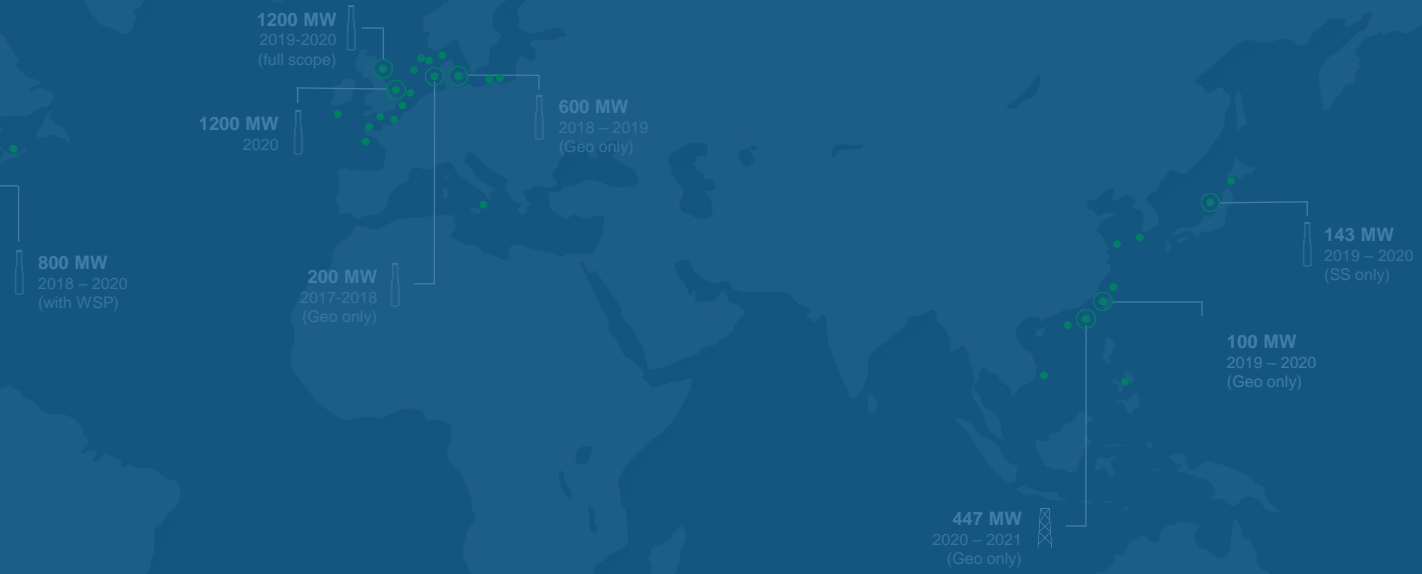 1200 MW
2019-2020
(full scope)
1200 MW
2020
600 MW
2018 – 2019
(Geo only)
800 MW
2018 – 2020
(with WSP)
200 MW
2017-2018
(Geo only)
143 MW
2019 – 2020
(SS only)
100 MW
2019 – 2020
(Geo only)
447 MW
2020 – 2021
(Geo only)